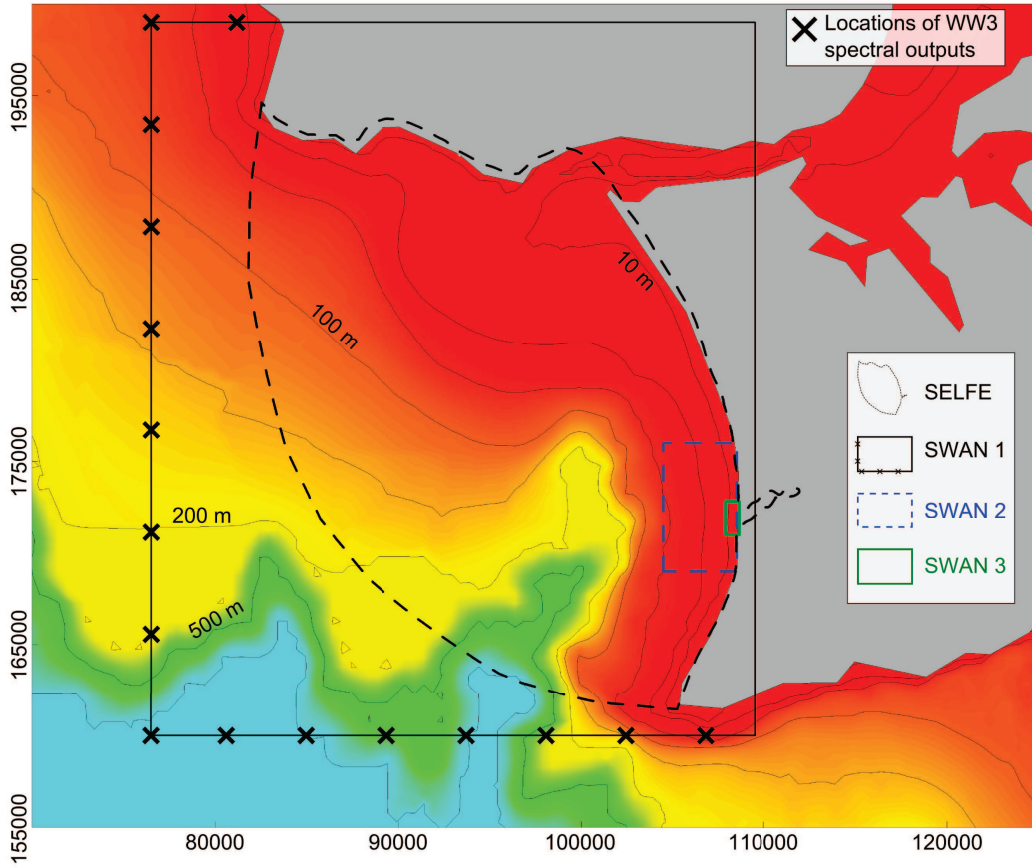 Locations of WW3
spectral outputs
195000
185000
175000
165000
155000
10 m
100 m
200 m
500 m
SELFE
SWAN 1
SWAN 2
SWAN 3
80000
90000
100000
110000
120000